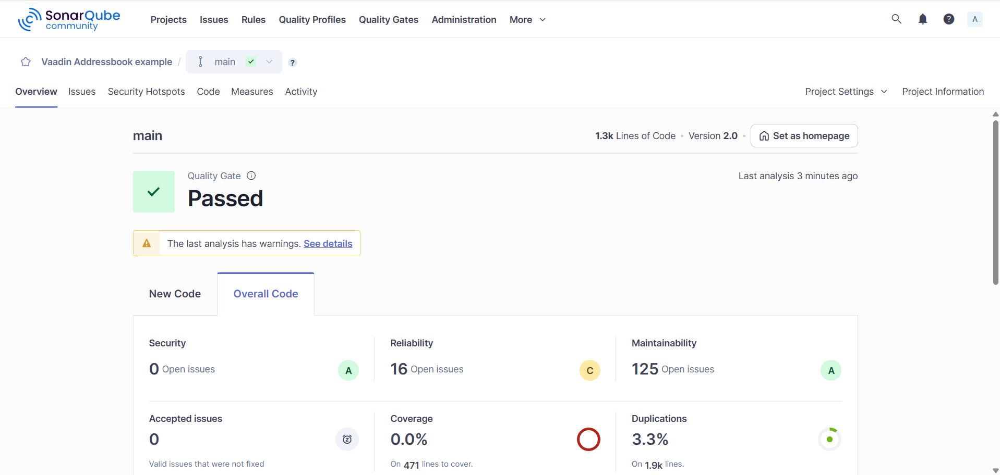 SonarQube community
Projects Issues Rules Quality Profiles Quality Gates Administration More
? A
Vaadin Addressbook example / main ?
Overview Issues Security Hotspots Code Measures Activity Project Settings Project Information
main 1.3k Lines of Code • Version 2.0 • Set as homepage
Quality Gate Last analysis 3 minutes ago
Passed
The last analysis has warnings. See details
New Code Overall Code
Security Reliability Maintainability
0 Open issues A 16 Open issues C 125 Open issues A
Accepted issues Coverage Duplications
0 0.0% 3.3%
Valid issues that were not fixed On 471 lines to cover. On 1.9k lines.